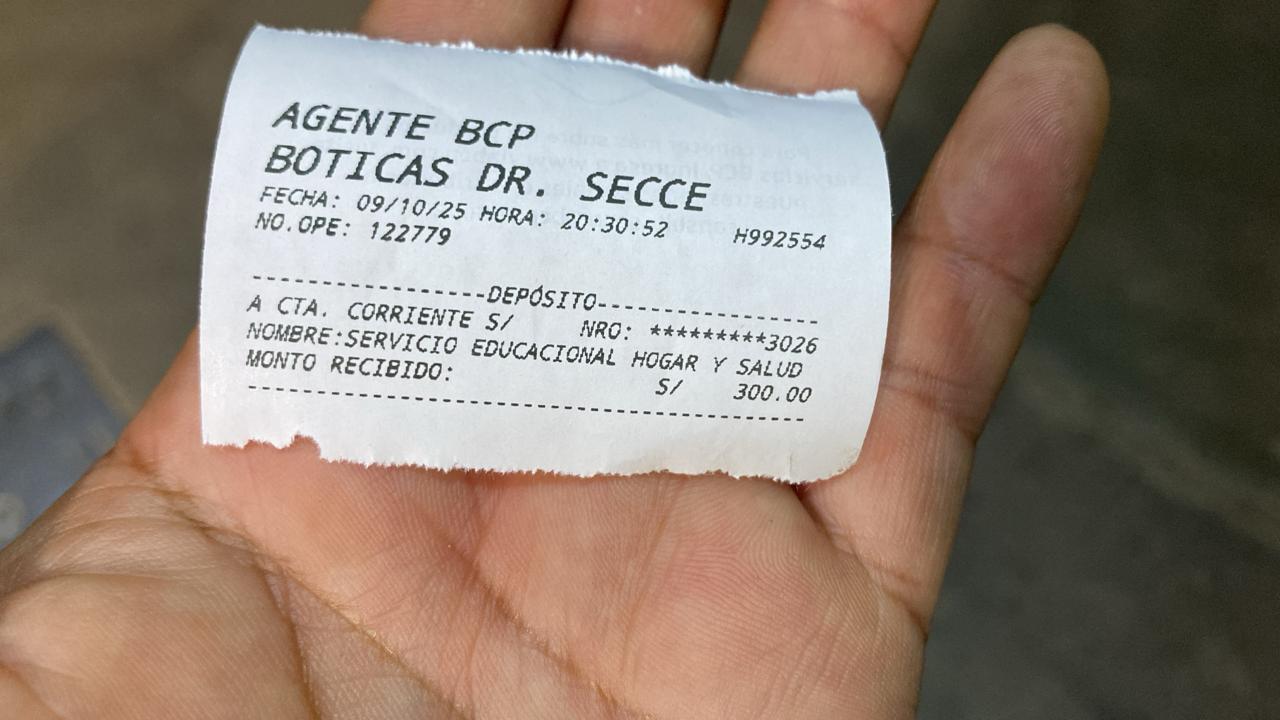 AGENTE BCP
BOTICAS DR. SECCE
FECHA: 09/10/25 HORA: 20:30:52 H992554
NO.OPE: 122779
------------------DEPÓSITO-----------------
A CTA. CORRIENTE S/ NRO: *********3026
NOMBRE:SERVICIO EDUCACIONAL HOGAR Y SALUD
MONTO RECIBIDO: S/ 300.00
-------------------------------------------